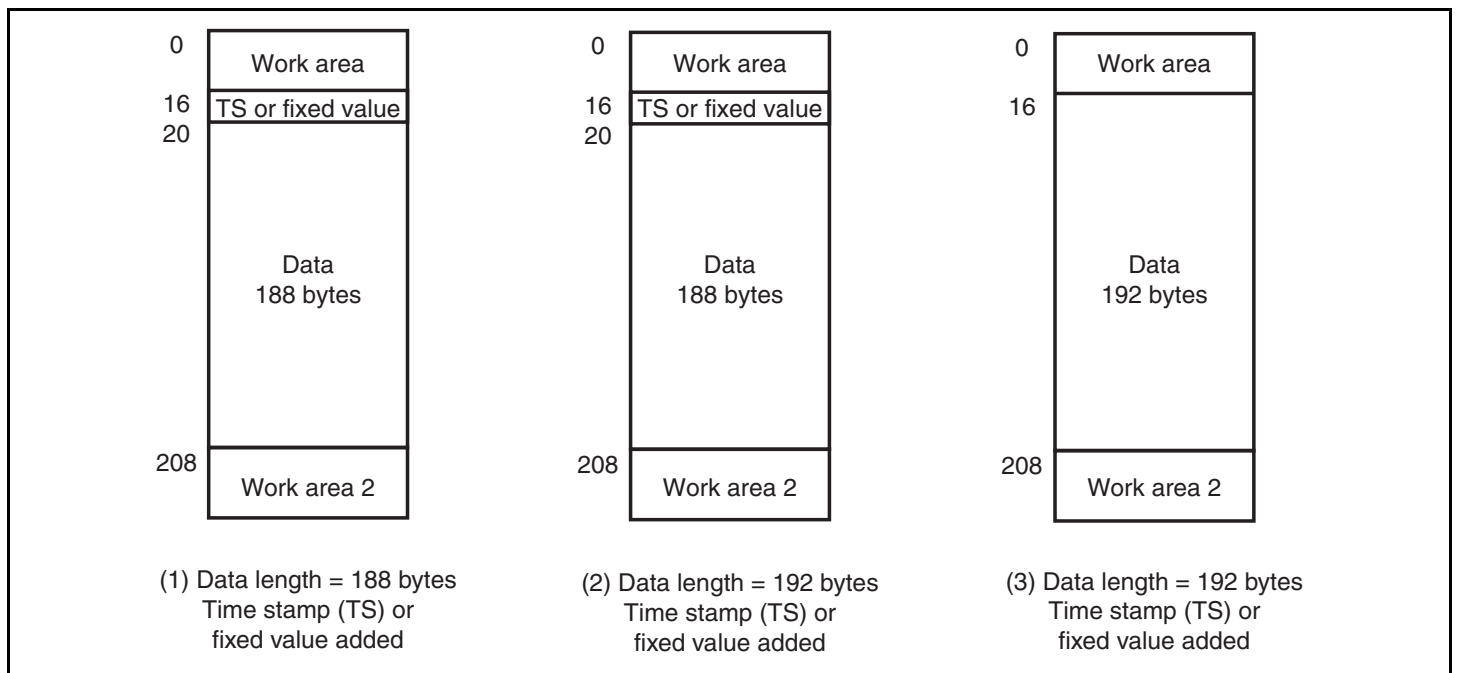 0
Work area
16
TS or fixed value
20
Data
188 bytes
208
Work area 2
(1) Data length = 188 bytes
Time stamp (TS) or
fixed value added
0
Work area
16
TS or fixed value
20
Data
188 bytes
208
Work area 2
(2) Data length = 192 bytes
Time stamp (TS) or
fixed value added
0
Work area
16
Data
192 bytes
208
Work area 2
(3) Data length = 192 bytes
Time stamp (TS) or
fixed value added